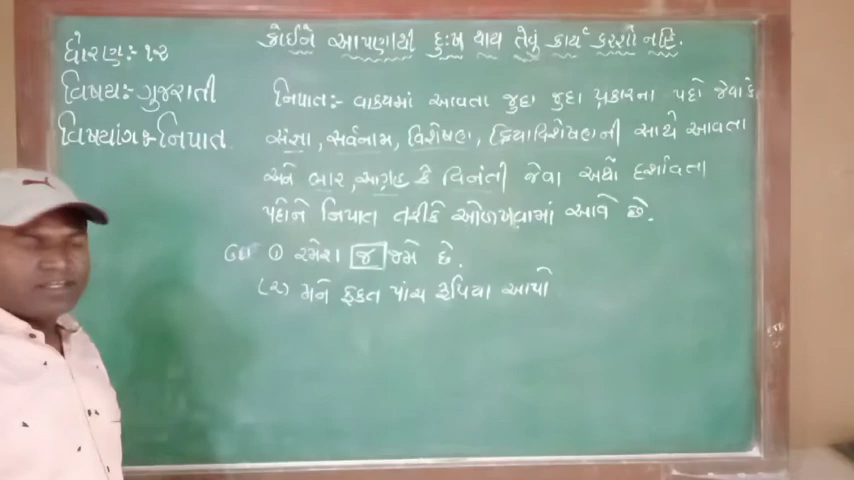 કોઈને આપણાથી દુઃખ થાય તેવું કાર્ય કરશો નહિ.
ધોરણ:- ૧૨
વિષય:- ગુજરાતી
વિષયાંગ:- નિપાત
નિપાત:- વાક્યમાં આવતા જુદા જુદા પ્રકારના પદો જેવા કે
સંજ્ઞા, સર્વનામ, વિશેષણ, ક્રિયાવિશેષણની સાથે આવતા
અને ભાર, આગ્રહ કે વિનંતી જેવા અર્થો દર્શાવતા
પદોને નિપાત તરીકે ઓળખવામાં આવે છે.
ઉદા ① રમેશ જ જમે છે.
(૨) મને ફકત પાંચ રૂપિયા આપો